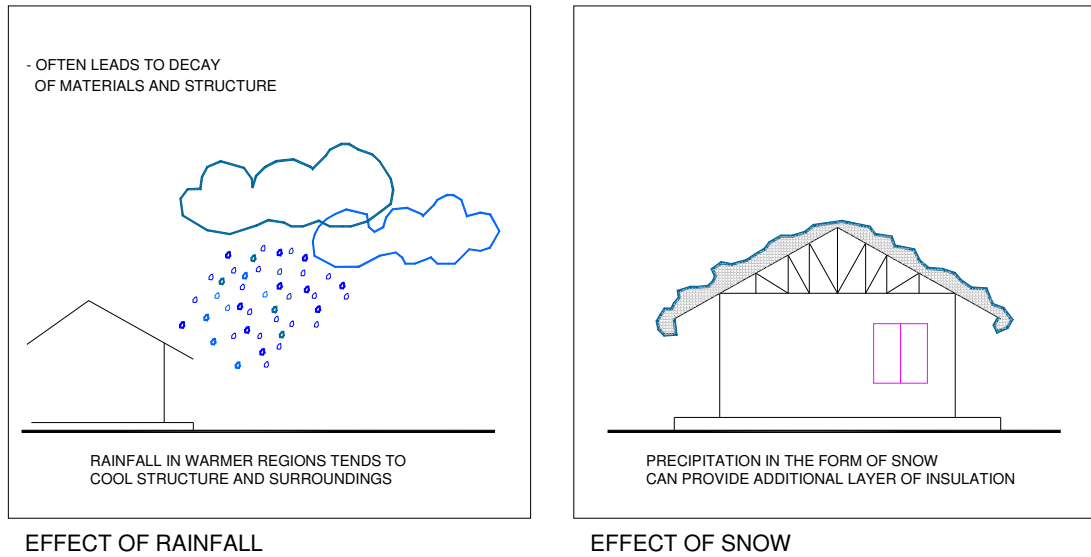 - OFTEN LEADS TO DECAY
OF MATERIALS AND STRUCTURE
RAINFALL IN WARMER REGIONS TENDS TO
COOL STRUCTURE AND SURROUNDINGS
EFFECT OF RAINFALL
PRECIPITATION IN THE FORM OF SNOW
CAN PROVIDE ADDITIONAL LAYER OF INSULATION
EFFECT OF SNOW